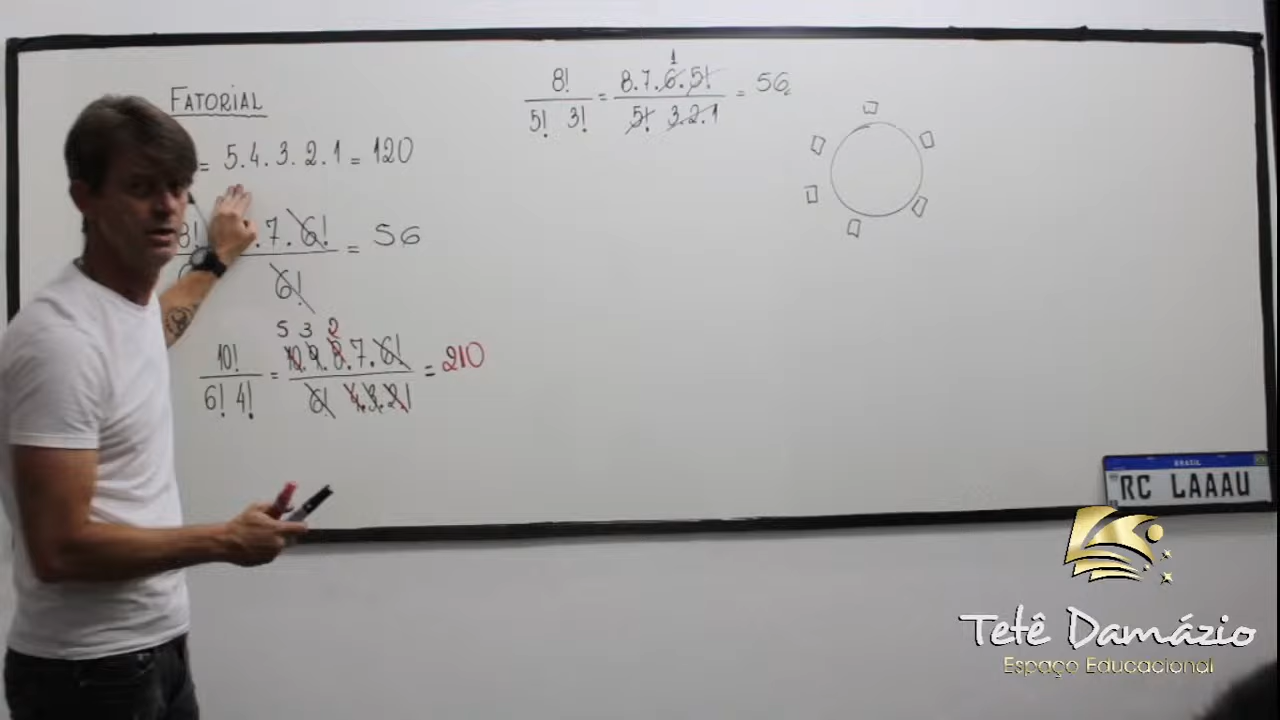 FATORIAL
= 5.4.3.2.1 = 120
8! .7.6! = 56
6!
5 3 2
10! = 10.9.8.7.6! = 210
6! 4! 6! 4.3.2.1
1
8! = 8.7.6.5! = 56
5! 3! 5! 3.2.1
BRASIL
RC LAAAU
Tetê Damázio
Espaço Educacional